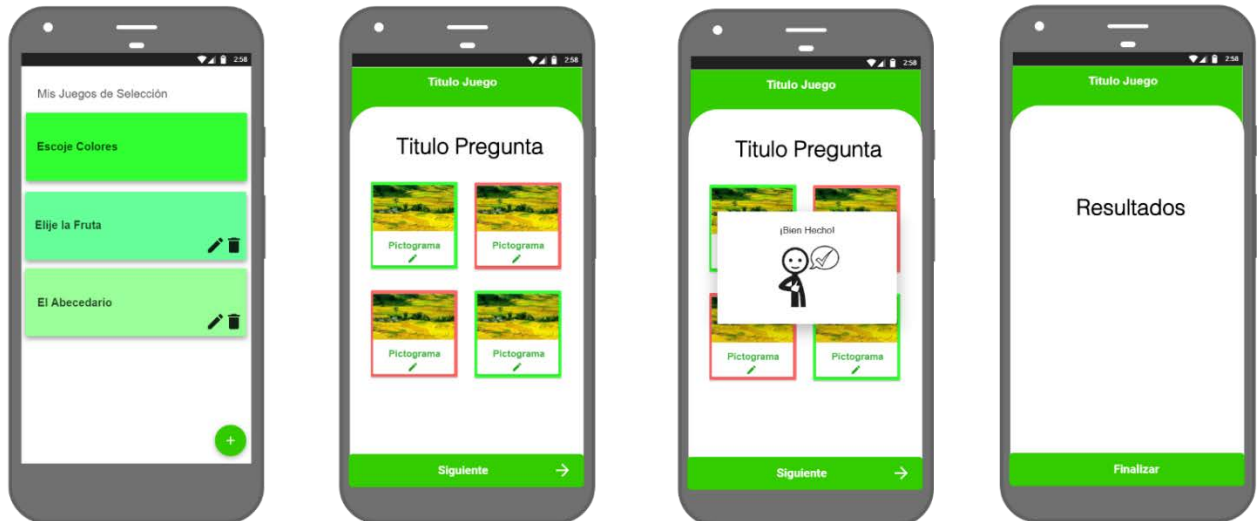 2:58
Mis Juegos de Selección
Escoje Colores
Elije la Fruta
El Abecedario
+
2:58
Titulo Juego
Titulo Pregunta
Pictograma
Pictograma
Pictograma
Pictograma
Siguiente
2:58
Titulo Juego
Titulo Pregunta
¡Bien Hecho!
Pictograma
Pictograma
Siguiente
2:58
Titulo Juego
Resultados
Finalizar